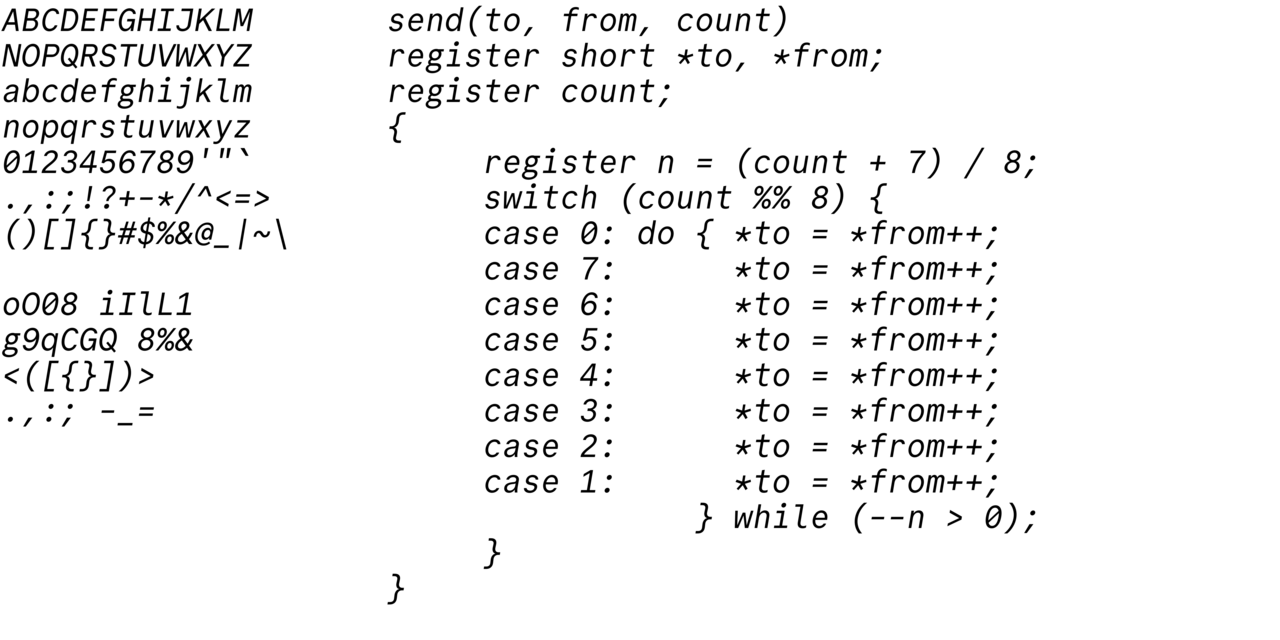 ABCDEFGHIJKLM
NOPQRSTUVWXYZ
abcdefghijklm
nopqrstuvwxyz
0123456789'"`
.,:;!?+-*/^<=>
()[]{}#$%&@_|~\
oO08 iIlL1
g9qCGQ 8%&
<([{}])>
.,:; -_=
send(to, from, count)
register short *to, *from;
register count;
{
register n = (count + 7) / 8;
switch (count %% 8) {
case 0: do { *to = *from++;
case 7: *to = *from++;
case 6: *to = *from++;
case 5: *to = *from++;
case 4: *to = *from++;
case 3: *to = *from++;
case 2: *to = *from++;
case 1: *to = *from++;
} while (--n > 0);
}
}